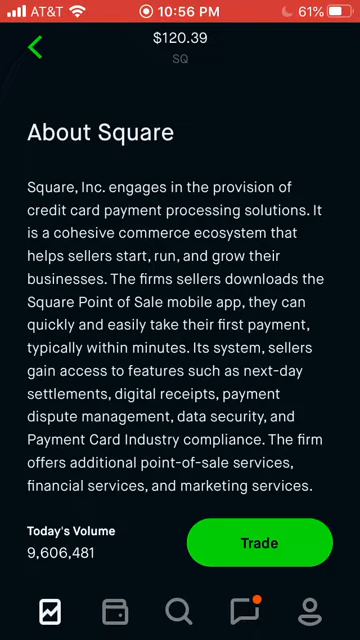 AT&T 10:56 PM 61%
$120.39
SQ
About Square
Square, Inc. engages in the provision of
credit card payment processing solutions. It
is a cohesive commerce ecosystem that
helps sellers start, run, and grow their
businesses. The firms sellers downloads the
Square Point of Sale mobile app, they can
quickly and easily take their first payment,
typically within minutes. Its system, sellers
gain access to features such as next-day
settlements, digital receipts, payment
dispute management, data security, and
Payment Card Industry compliance. The firm
offers additional point-of-sale services,
financial services, and marketing services.
Today's Volume
9,606,481
Trade